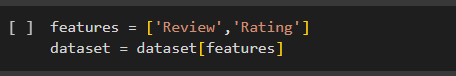 [ ] features = ['Review','Rating']
dataset = dataset[features]